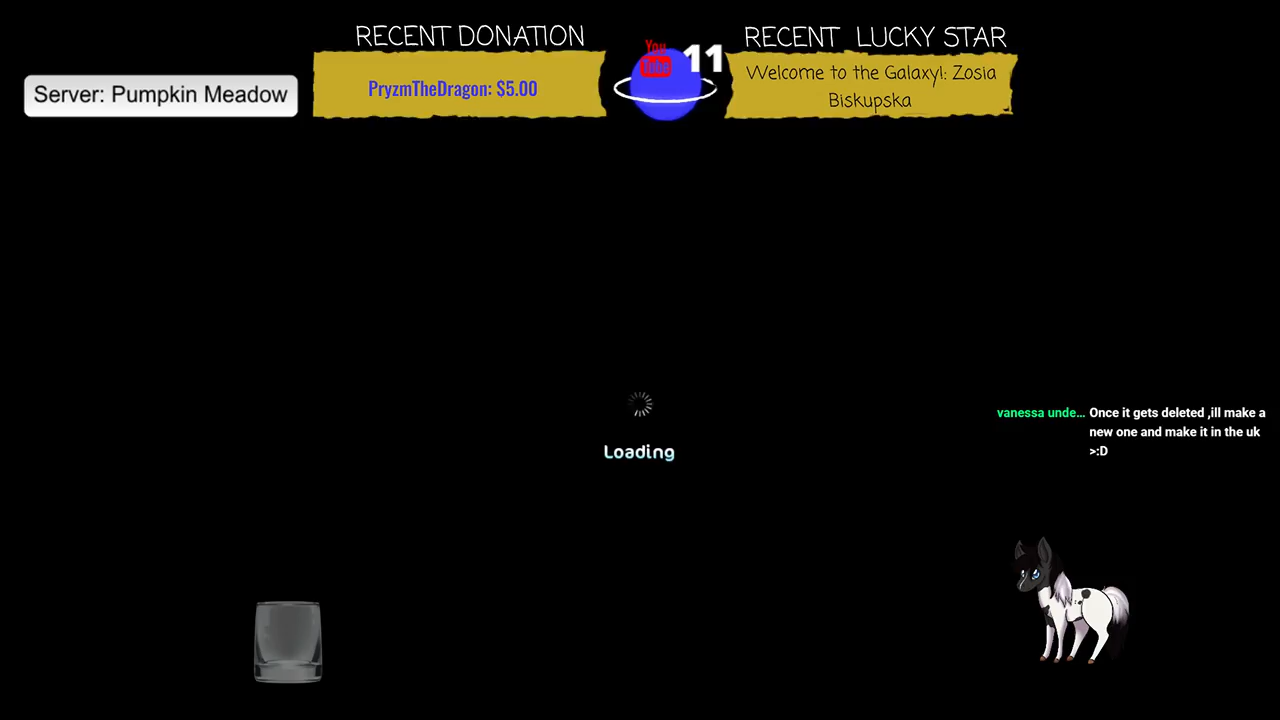 RECENT DONATION
RECENT LUCKY STAR
You
Tube
11
Server: Pumpkin Meadow
PryzmTheDragon: $5.00
Welcome to the Galaxy!: Zosia
Biskupska
Loading
vanessa unde… Once it gets deleted ,ill make a
new one and make it in the uk
>:D